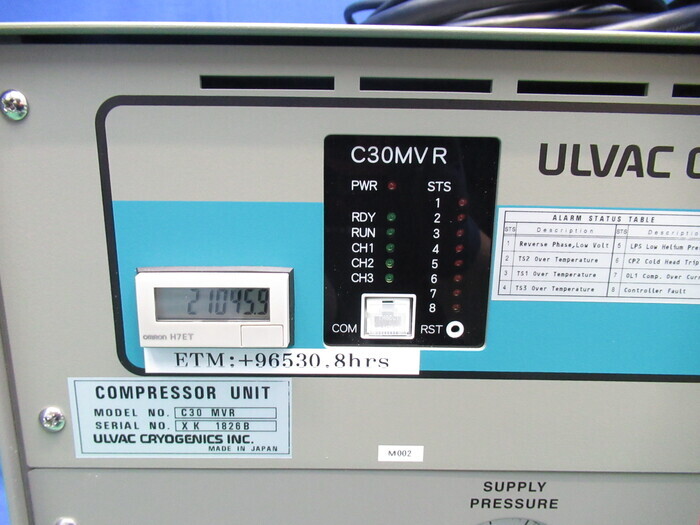 C30MVR
ULVAC C
PWR STS
1
RDY 2
RUN 3
CH1 4
CH2 5
CH3 6
7
8
COM RST
ALARM STATUS TABLE
STS Description STS Descripti
1 Reverse Phase,Low Volt 5 LPS Low Helium Pre
2 TS2 Over Temperature 6 CP2 Cold Head Trip
3 TS1 Over Temperature 7 OL1 Comp. Over Curr
4 TS3 Over Temperature 8 Controller Fault
21045.9
omron H7ET
ETM:+96530.8hrs
COMPRESSOR UNIT
MODEL NO. C30 MVR
SERIAL NO. XK 1826B
ULVAC CRYOGENICS INC.
MADE IN JAPAN
M002
SUPPLY
PRESSURE